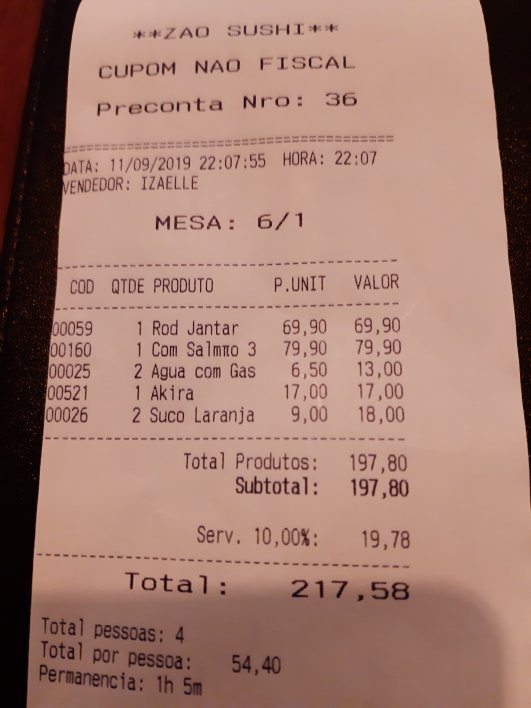 **ZAO SUSHI**
CUPOM NAO FISCAL
Preconta Nro: 36
DATA: 11/09/2019 22:07:55 HORA: 22:07
VENDEDOR: IZAELLE
MESA: 6/1
COD QTDE PRODUTO P.UNIT VALOR
00059 1 Rod Jantar 69,90 69,90
00160 1 Com Salmπo 3 79,90 79,90
00025 2 Agua com Gas 6,50 13,00
00521 1 Akira 17,00 17,00
00026 2 Suco Laranja 9,00 18,00
Total Produtos: 197,80
Subtotal: 197,80
Serv. 10,00%: 19,78
Total: 217,58
Total pessoas: 4
Total por pessoa: 54,40
Permanencia: 1h 5m